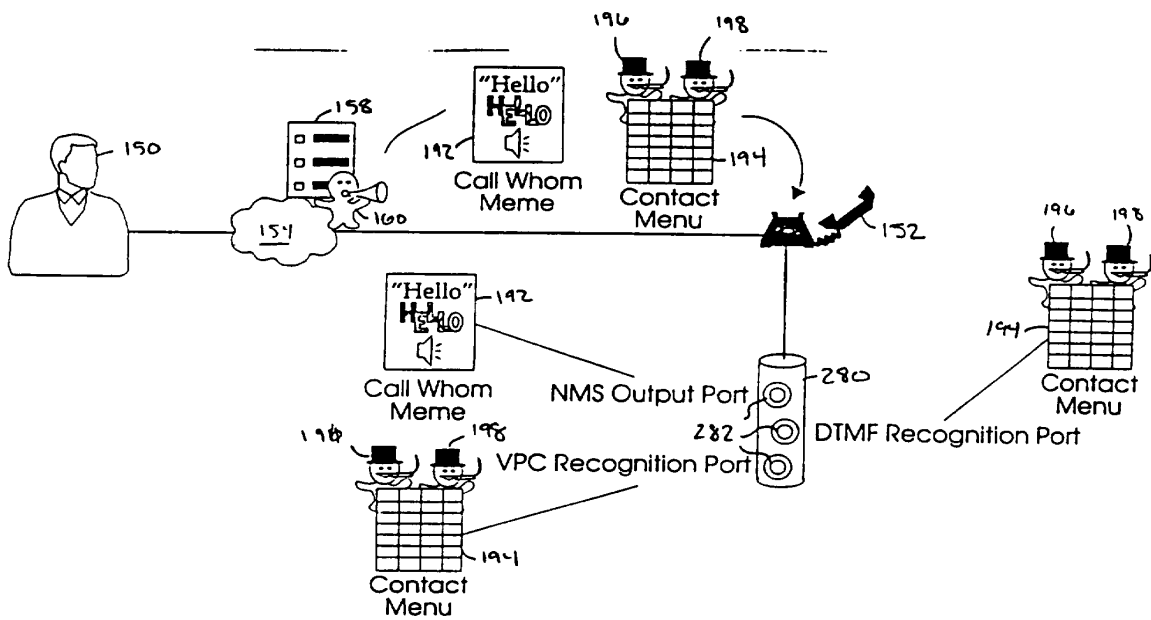 196
198
158
"Hello"
HELLO
150
192
194
Call Whom
Meme
Contact
Menu
160
154
152
196
198
"Hello"
192
HELLO
194
Call Whom
Meme
NMS Output Port
280
Contact
Menu
198
282
DTMF Recognition Port
VPC Recognition Port
194
Contact
Menu